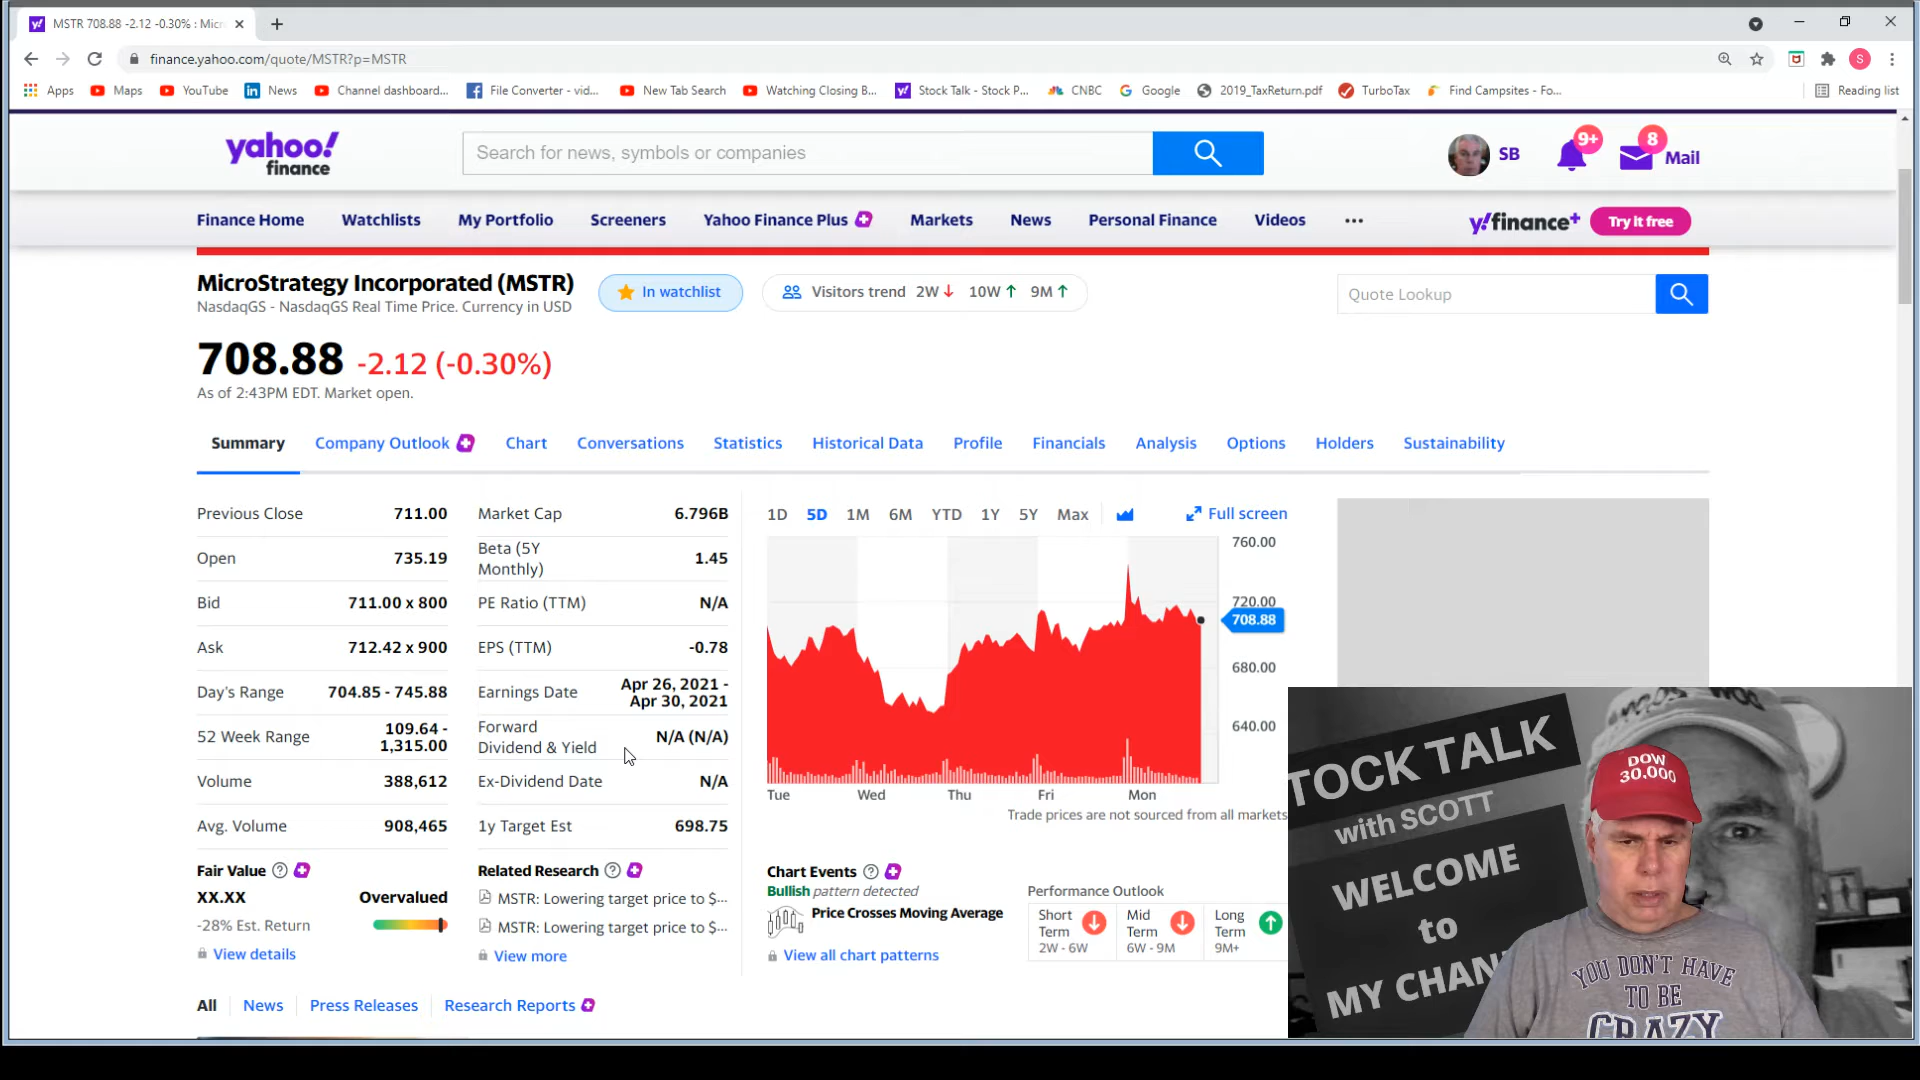 MSTR 708.88 -2.12 -0.30% : Micr
finance.yahoo.com/quote/MSTR?p=MSTR
S
Apps
Maps
YouTube
News
Channel dashboard...
File Converter - vid...
New Tab Search
Watching Closing B...
Stock Talk - Stock P...
CNBC
Google
2019_TaxReturn.pdf
TurboTax
Find Campsites - Fo...
Reading list
yahoo!
finance
Search for news, symbols or companies
SB
9+
8
Mail
Finance Home
Watchlists
My Portfolio
Screeners
Yahoo Finance Plus
Markets
News
Personal Finance
Videos
...
y!finance+
Try it free
MicroStrategy Incorporated (MSTR)
NasdaqGS - NasdaqGS Real Time Price. Currency in USD
In watchlist
Visitors trend 2W 10W 9M
Quote Lookup
708.88 -2.12 (-0.30%)
As of 2:43PM EDT. Market open.
Summary
Company Outlook
Chart
Conversations
Statistics
Historical Data
Profile
Financials
Analysis
Options
Holders
Sustainability
Previous Close 711.00
Open 735.19
Bid 711.00 x 800
Ask 712.42 x 900
Day's Range 704.85 - 745.88
52 Week Range 109.64 -
1,315.00
Volume 388,612
Avg. Volume 908,465
Market Cap 6.796B
Beta (5Y
Monthly) 1.45
PE Ratio (TTM) N/A
EPS (TTM) -0.78
Earnings Date Apr 26, 2021 -
Apr 30, 2021
Forward
Dividend & Yield N/A (N/A)
Ex-Dividend Date N/A
1y Target Est 698.75
1D 5D 1M 6M YTD 1Y 5Y Max
Full screen
760.00
720.00
708.88
680.00
640.00
Tue Wed Thu Fri Mon
Trade prices are not sourced from all markets
Fair Value
XX.XX Overvalued
-28% Est. Return
View details
Related Research
MSTR: Lowering target price to $...
MSTR: Lowering target price to $...
View more
Chart Events
Bullish pattern detected
Price Crosses Moving Average
View all chart patterns
Performance Outlook
Short
Term
2W - 6W
Mid
Term
6W - 9M
Long
Term
9M+
All
News
Press Releases
Research Reports
TOCK TALK
with SCOTT
WELCOME
to
MY CHAN
DOW
30,000
YOU DON'T HAVE
TO BE
CRAZY